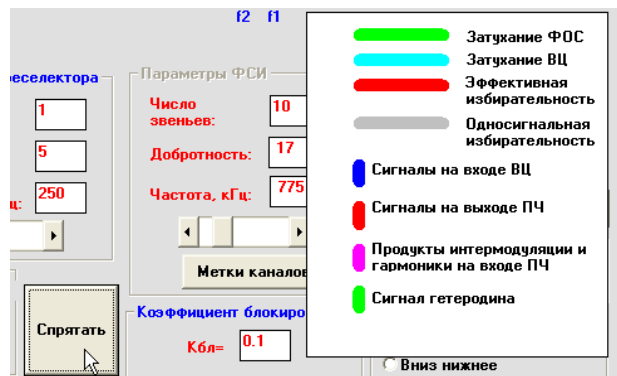 f2 f1
реселектора
1
5
ц: 250
Параметры ФСИ
Число
звеньев: 10
Добротность: 17
Частота, кГц: 775
Метки каналов
Спрятать
Коэффициент блокиро
Кбл= 0.1
Затухание ФОС
Затухание ВЦ
Эффективная
избирательность
Односигнальная
избирательность
Сигналы на входе ВЦ
Сигналы на выходе ПЧ
Продукты интермодуляции и
гармоники на входе ПЧ
Сигнал гетеродина
Вниз нижнее